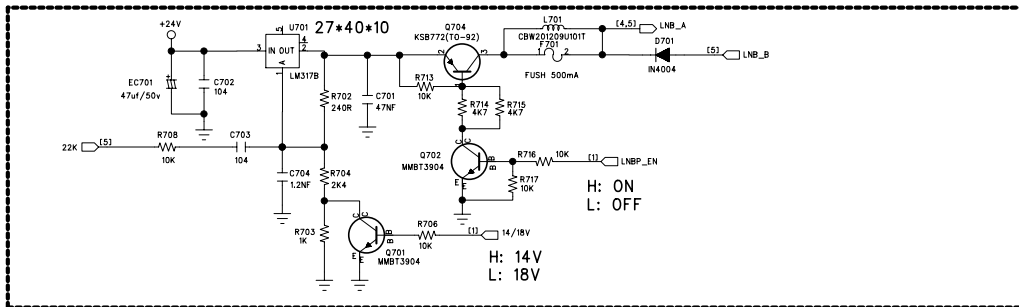 +24V
U701
27*40*10
Q704
KSB772(TO-92)
L701
CBW201209U101T
F701
FUSH 500mA
[4,5]
LNB_A
D701
IN4004
[5]
LNB_B
5
4
3
IN OUT
2
A
1
LM317B
2
3
1
2
EC701
47uf/50v
C702
104
R702
240R
C701
47NF
R713
10K
R714
4K7
R715
4K7
22K
[5]
R708
10K
C703
104
C704
1.2NF
R704
2K4
Q702
MMBT3904
C
C
B
B
E
E
R716
10K
[1]
LNBP_EN
R717
10K
H: ON
L: OFF
R703
1K
C
C
B
B
E
E
Q701
MMBT3904
R706
10K
[1]
14/18V
H: 14V
L: 18V